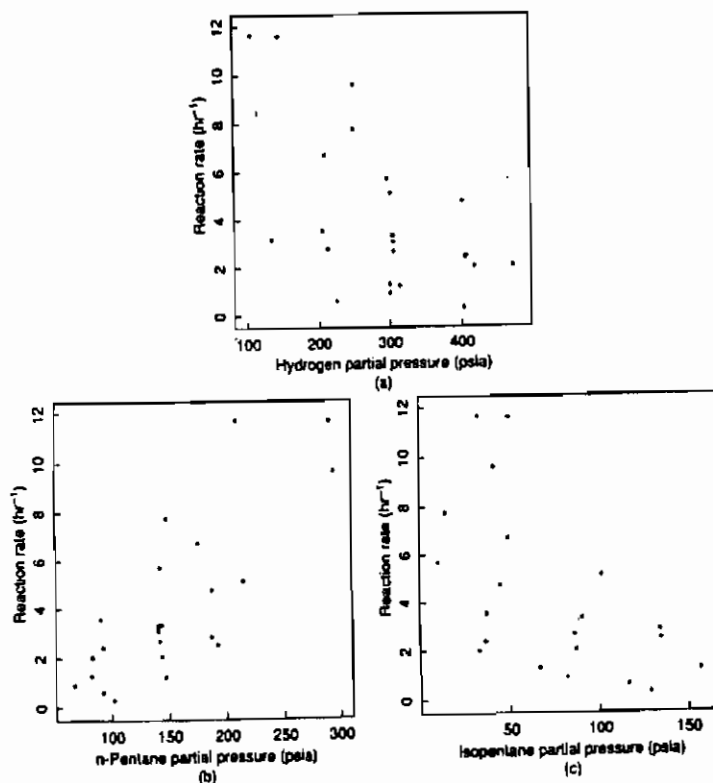 12
10
8
6
4
2
0
Reaction rate (hr⁻¹)
100 200 300 400
Hydrogen partial pressure (psia)
(a)
12
10
8
6
4
2
0
Reaction rate (hr⁻¹)
100 150 200 250 300
n-Pentane partial pressure (psia)
(b)
12
10
8
6
4
2
0
Reaction rate (hr⁻¹)
50 100 150
Isopentane partial pressure (psia)
(c)